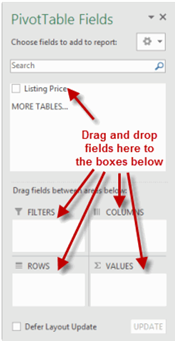 PivotTable Fields
Choose fields to add to report:
Search
Listing Price
MORE TABLES...
Drag and drop
fields here to
the boxes below
Drag fields between areas below:
FILTERS
COLUMNS
ROWS
Σ VALUES
Defer Layout Update
UPDATE